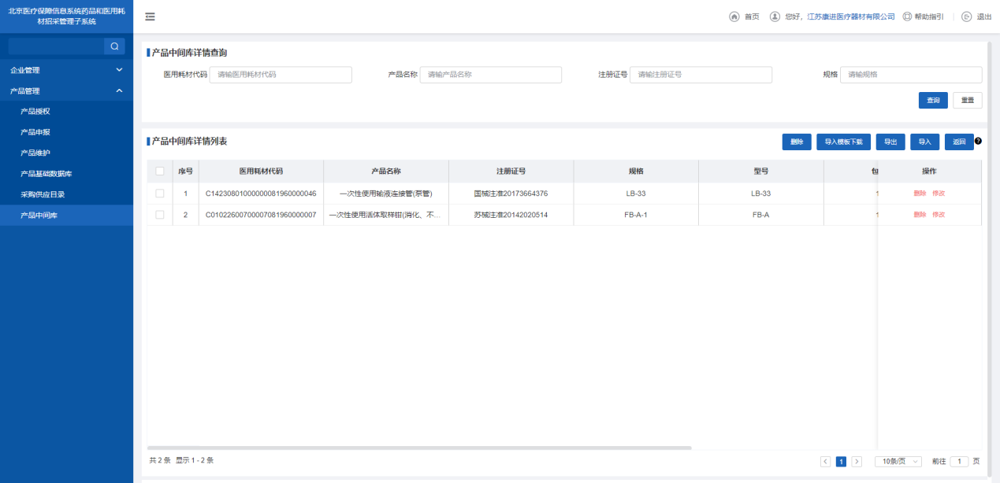 北京医疗保障信息系统药品和医用耗
材招采管理子系统
首页 您好，江苏康进医疗器材有限公司 帮助指引 退出
企业管理
产品管理
产品授权
产品申报
产品维护
产品基础数据库
采购供应目录
产品中间库
产品中间库详情查询
医用耗材代码 请输医用耗材代码 产品名称 请输产品名称 注册证号 请输注册证号 规格 请输规格
查询 重置
产品中间库详情列表 删除 导入模板下载 导出 导入 返回 ?
序号 医用耗材代码 产品名称 注册证号 规格 型号 包 操作
1 C14230801000000081960000046 一次性使用输液连接管(泵管) 国械注准20173664376 LB-33 LB-33 1 删除 修改
2 C01022600700007081960000007 一次性使用活体取样钳(消化、不... 苏械注准20142020514 FB-A-1 FB-A 1 删除 修改
共 2 条 显示 1 - 2 条 1 10条/页 前往 1 页